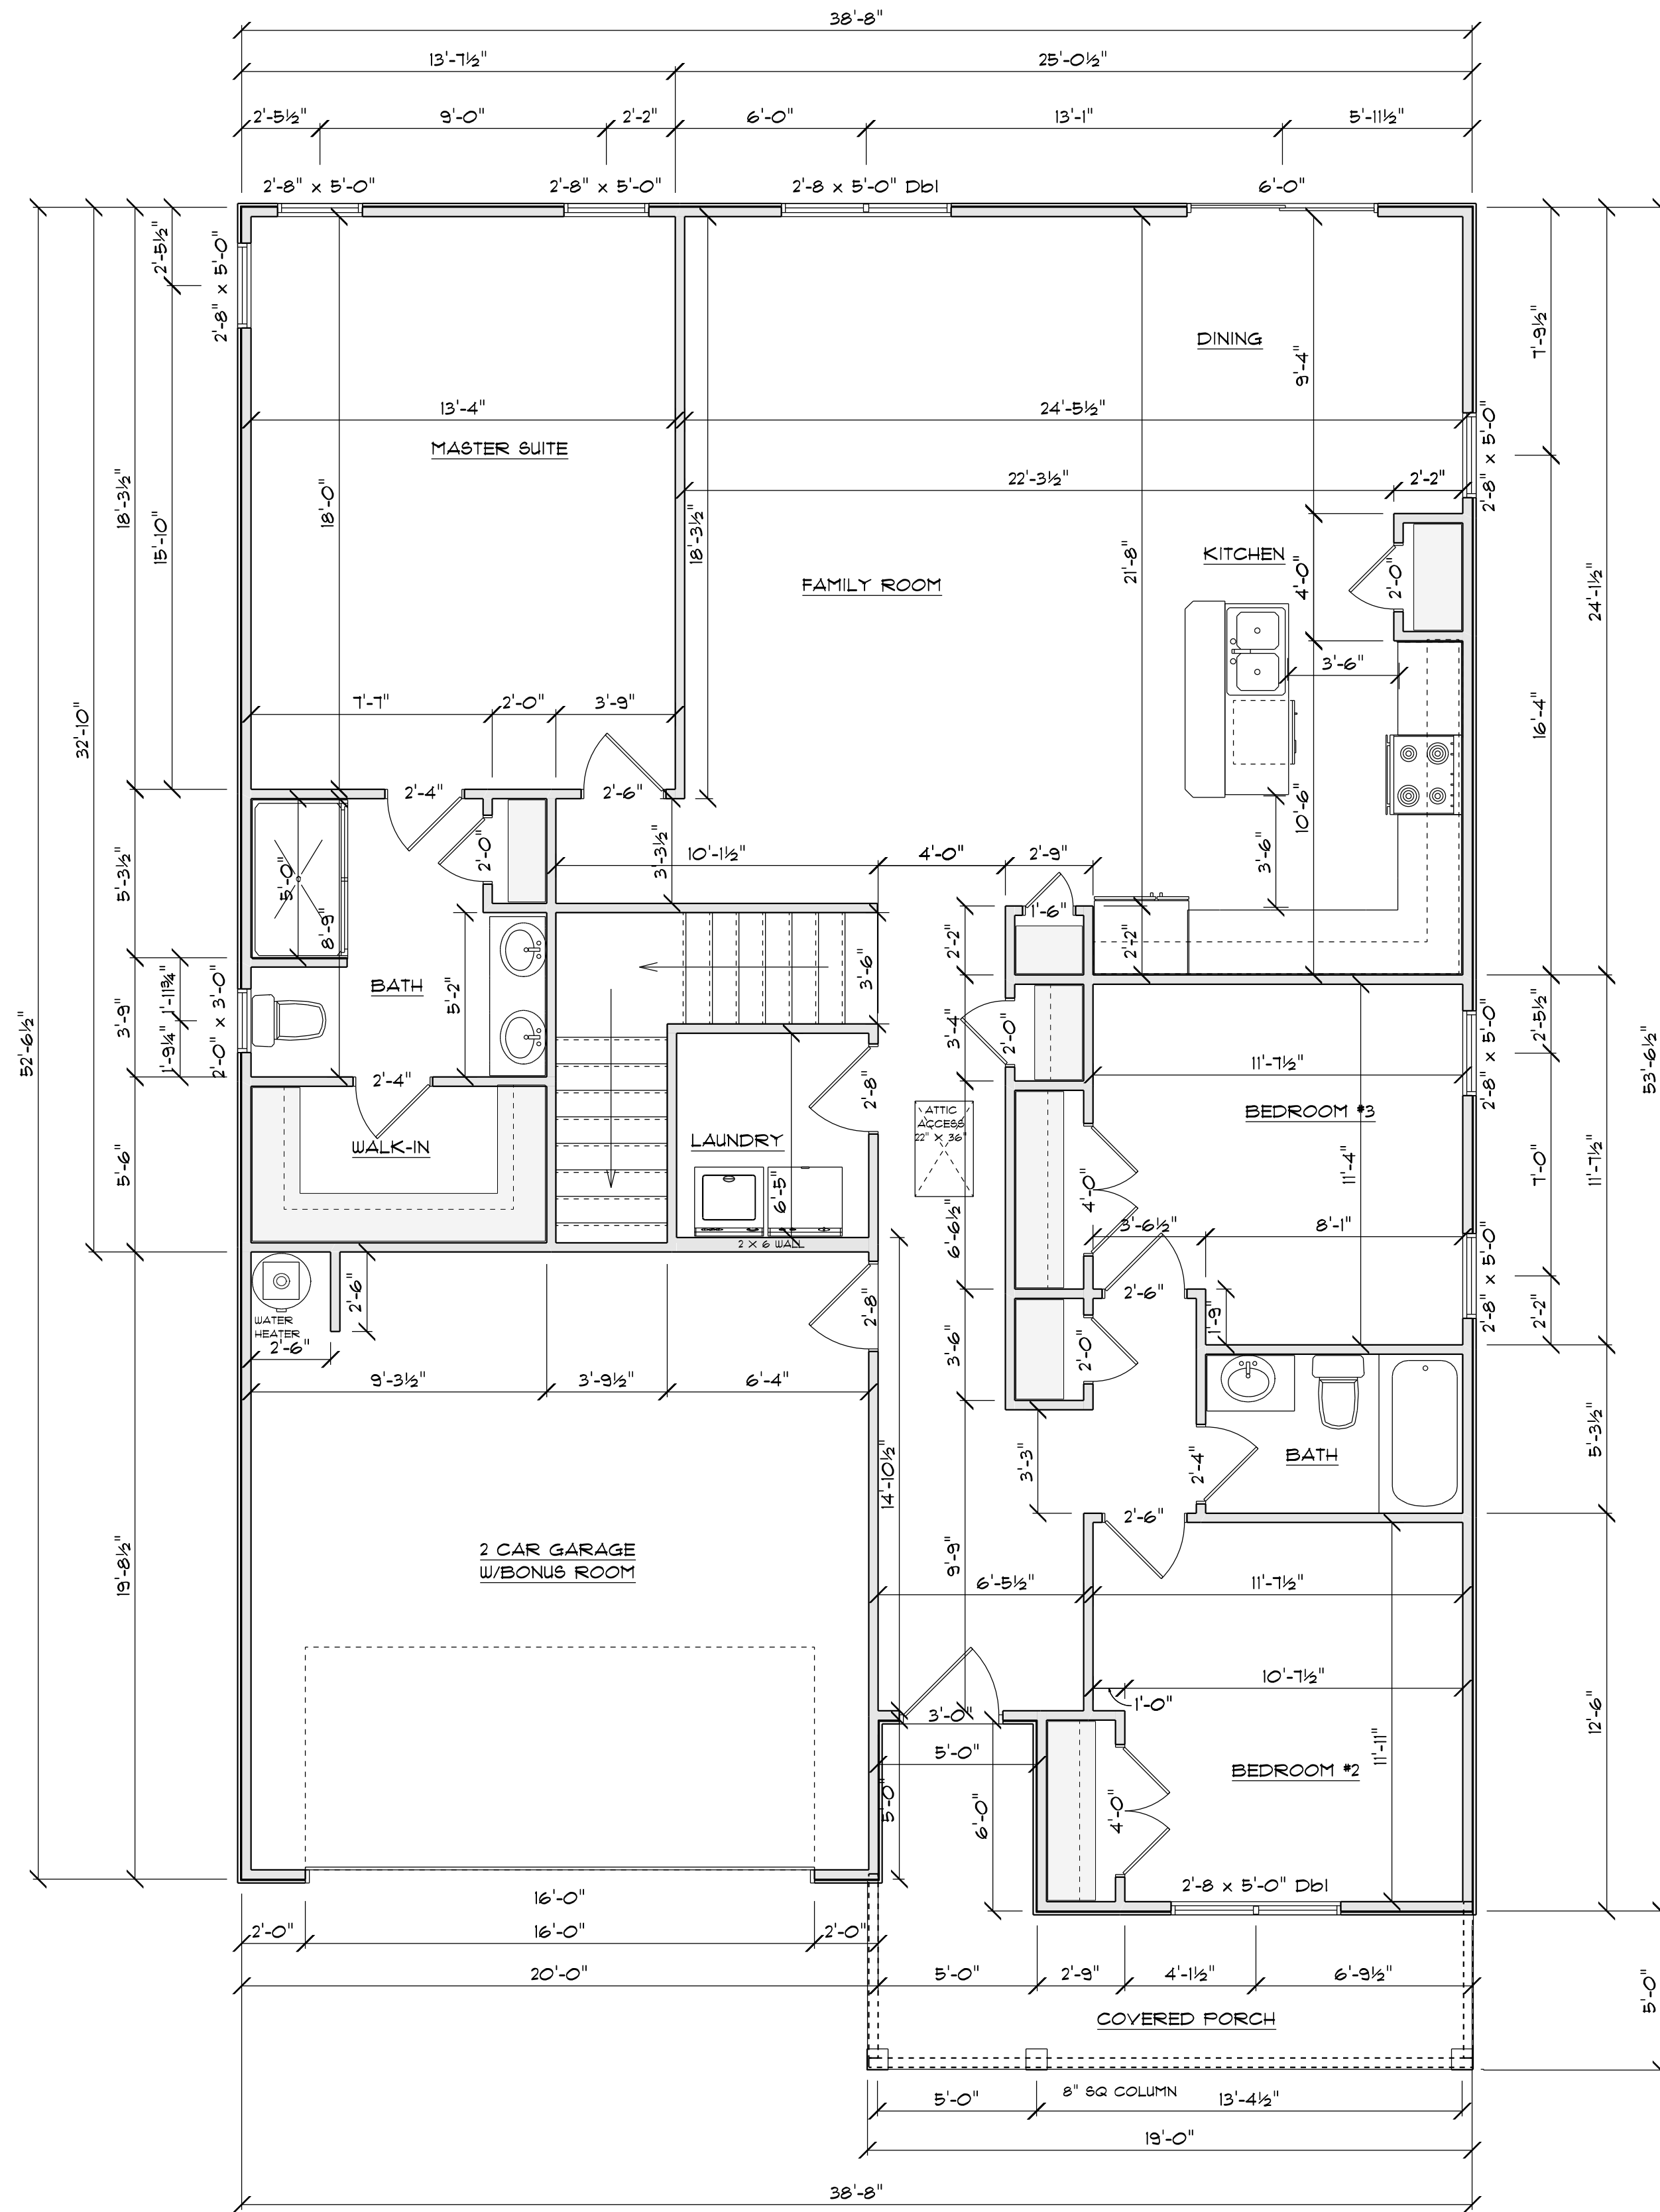 38'-8"
13'-7½" 25'-0½"
2'-5½" 9'-0" 2'-2" 6'-0" 13'-1" 5'-11½"
2'-8" x 5'-0" 2'-8" x 5'-0" 2'-8 x 5'-0" Dbl 6'-0"
2'-5½"
2'-8" x 5'-0"
7'-9½"
DINING
9'-4"
13'-4" 24'-5½"
MASTER SUITE
2'-8" x 5'-0"
22'-3½" 2'-2"
18'-3½"
15'-10"
18'-0"
18'-3½"
21'-8"
KITCHEN
4'-0"
2'-0"
24'-1½"
FAMILY ROOM
3'-6"
7'-7" 2'-0" 3'-9"
32'-10"
16'-4"
2'-4" 2'-6"
10'-6"
5'-3½"
5'-0"
8'-9"
2'-0"
3'-3½"
10'-1½" 4'-0" 2'-9"
3'-6"
1'-6"
2'-2"
2'-2"
52'-6½"
3'-9"
1'-11¾"
1'-9¼"
2'-0" x 3'-0"
BATH
5'-2"
3'-6"
3'-4"
2'-0"
2'-8" x 5'-0"
2'-5½"
53'-6½"
2'-4"
2'-8"
11'-7½"
ATTIC
ACCESS
22" X 36"
BEDROOM #3
5'-6"
WALK-IN
LAUNDRY
6'-5"
2 X 6 WALL
4'-0"
11'-4"
7'-0"
11'-7½"
6'-6½"
3'-6½" 8'-1"
2'-6"
2'-8" x 5'-0"
2'-2"
WATER
HEATER
2'-6"
2'-6"
2'-8"
1'-9"
3'-6"
2'-0"
9'-3½" 3'-9½" 6'-4"
14'-10½"
3'-3"
2'-4"
BATH
5'-3½"
2'-6"
19'-8½"
2 CAR GARAGE
W/BONUS ROOM
9'-9"
6'-5½" 11'-7½"
10'-7½"
1'-0"
3'-0"
5'-0"
5'-0"
6'-0"
BEDROOM #2
11'-11"
12'-6"
4'-0"
2'-8 x 5'-0" Dbl
16'-0"
2'-0" 16'-0" 2'-0"
20'-0" 5'-0" 2'-9" 4'-1½" 6'-9½"
5'-0"
COVERED PORCH
8" SQ COLUMN
5'-0" 13'-4½"
19'-0"
38'-8"